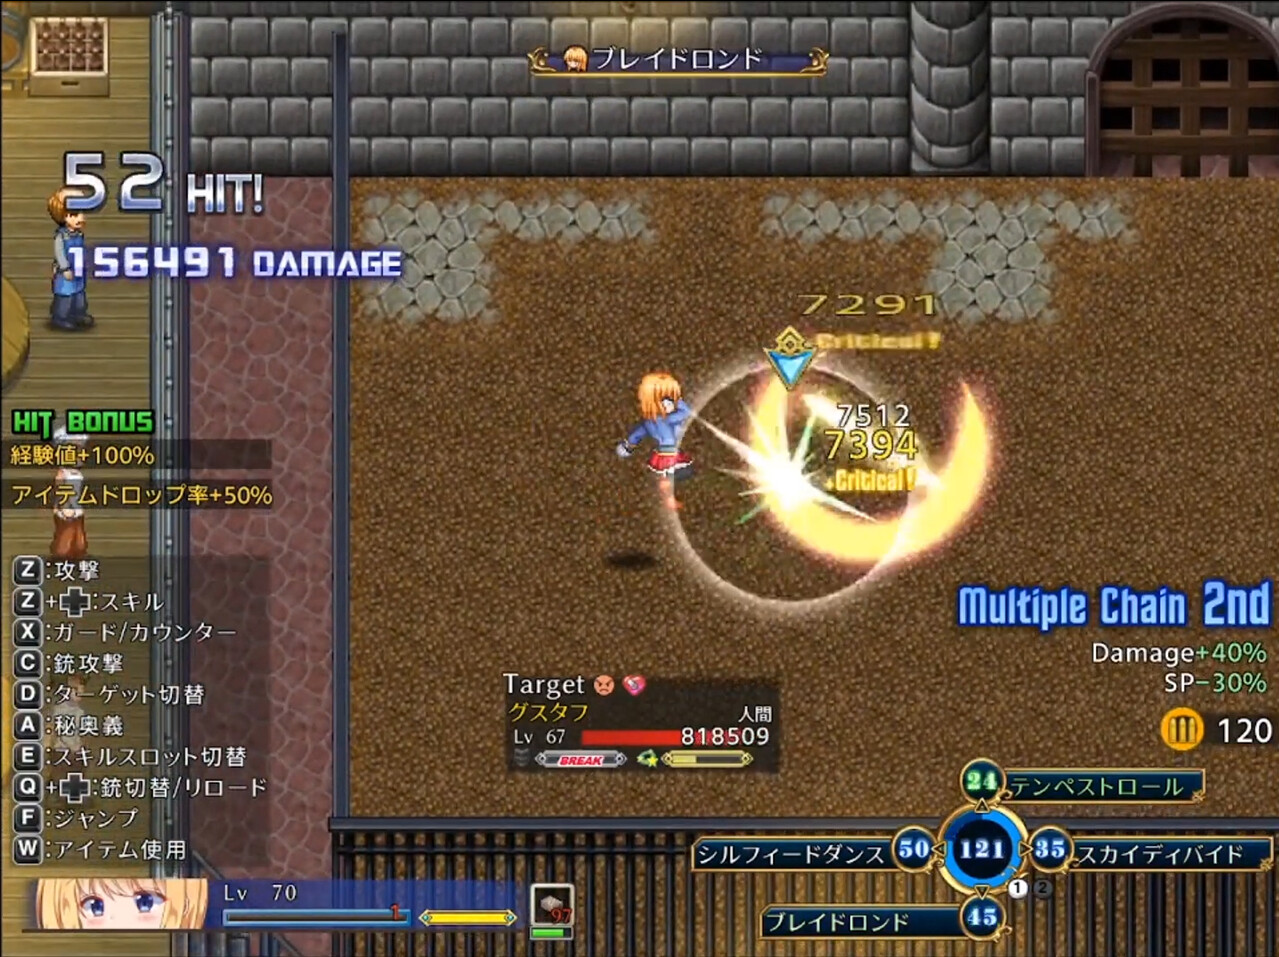 ブレイドロンド
52 HIT!
156491 DAMAGE
7291
Critical!
7512
7394
Critical!
HIT BONUS
経験値+100%
アイテムドロップ率+50%
Z:攻撃
Z+:スキル
X:ガード/カウンター
C:銃攻撃
D:ターゲット切替
A:秘奥義
E:スキルスロット切替
Q+:銃切替/リロード
F:ジャンプ
W:アイテム使用
Multiple Chain 2nd
Damage+40%
SP-30%
120
Target
グスタフ 人間
Lv 67 818509
BREAK
24 テンペストロール
シルフィードダンス 50 121 35 スカイディバイド
1 2
ブレイドロンド 45
Lv 70
1
97